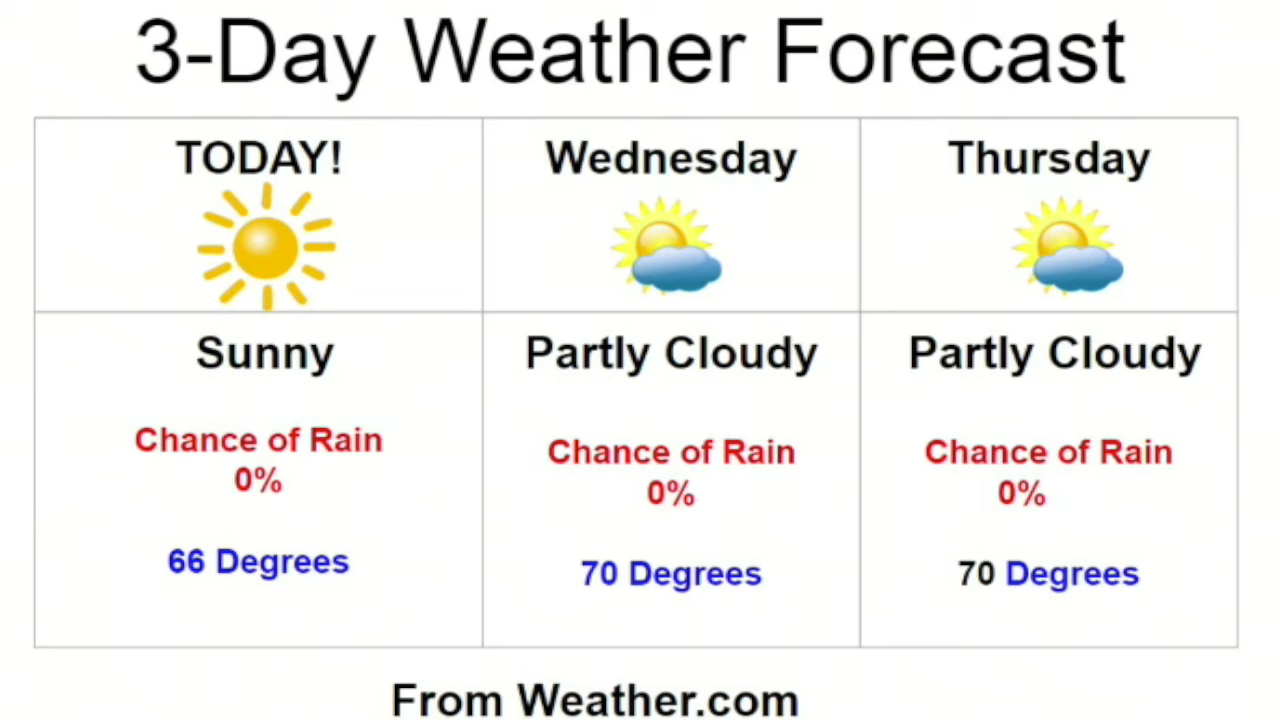 3-Day Weather Forecast
TODAY!
Wednesday
Thursday
Sunny
Chance of Rain
0%
66 Degrees
Partly Cloudy
Chance of Rain
0%
70 Degrees
Partly Cloudy
Chance of Rain
0%
70 Degrees
From Weather.com